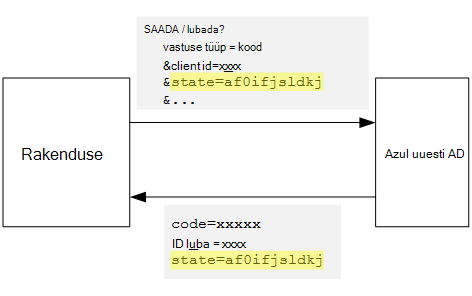 SAADA / lubada?
vastuse tüüp = kood
&client id=xxxx
&state=af0ifjsldkj
&...
Rakenduse
Azul uuesti AD
code=xxxxx
ID luba = xxxx
state=af0ifjsldkj